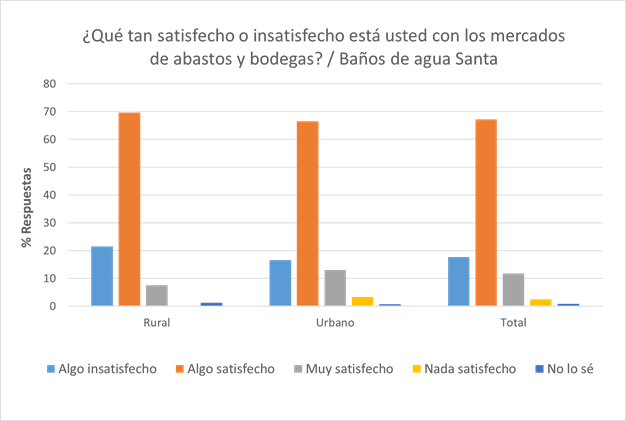 ¿Qué tan satisfecho o insatisfecho está usted con los mercados
de abastos y bodegas? / Baños de agua Santa
80
70
60
50
40
30
20
10
0
% Respuestas
Rural
Urbano
Total
Algo insatisfecho
Algo satisfecho
Muy satisfecho
Nada satisfecho
No lo sé